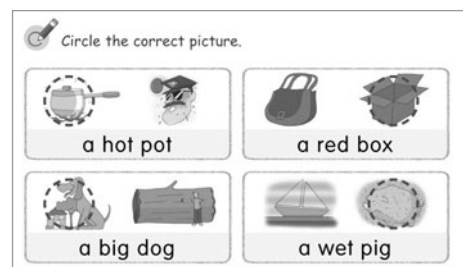 Circle the correct picture.
a hot pot
a red box
a big dog
a wet pig